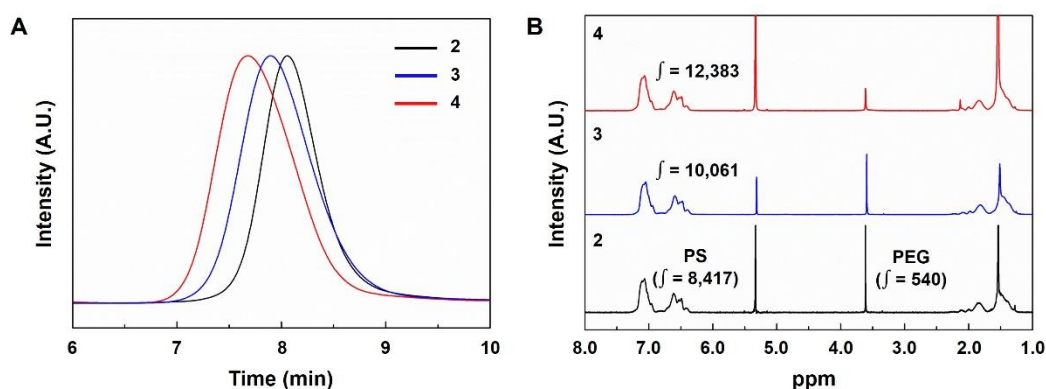 A
2
3
4
Intensity (A.U.)
6
7
8
9
10
Time (min)
B
4
∫ = 12,383
3
∫ = 10,061
2
PS
(∫ = 8,417)
PEG
(∫ = 540)
Intensity (A.U.)
8.0
7.0
6.0
5.0
4.0
3.0
2.0
1.0
ppm